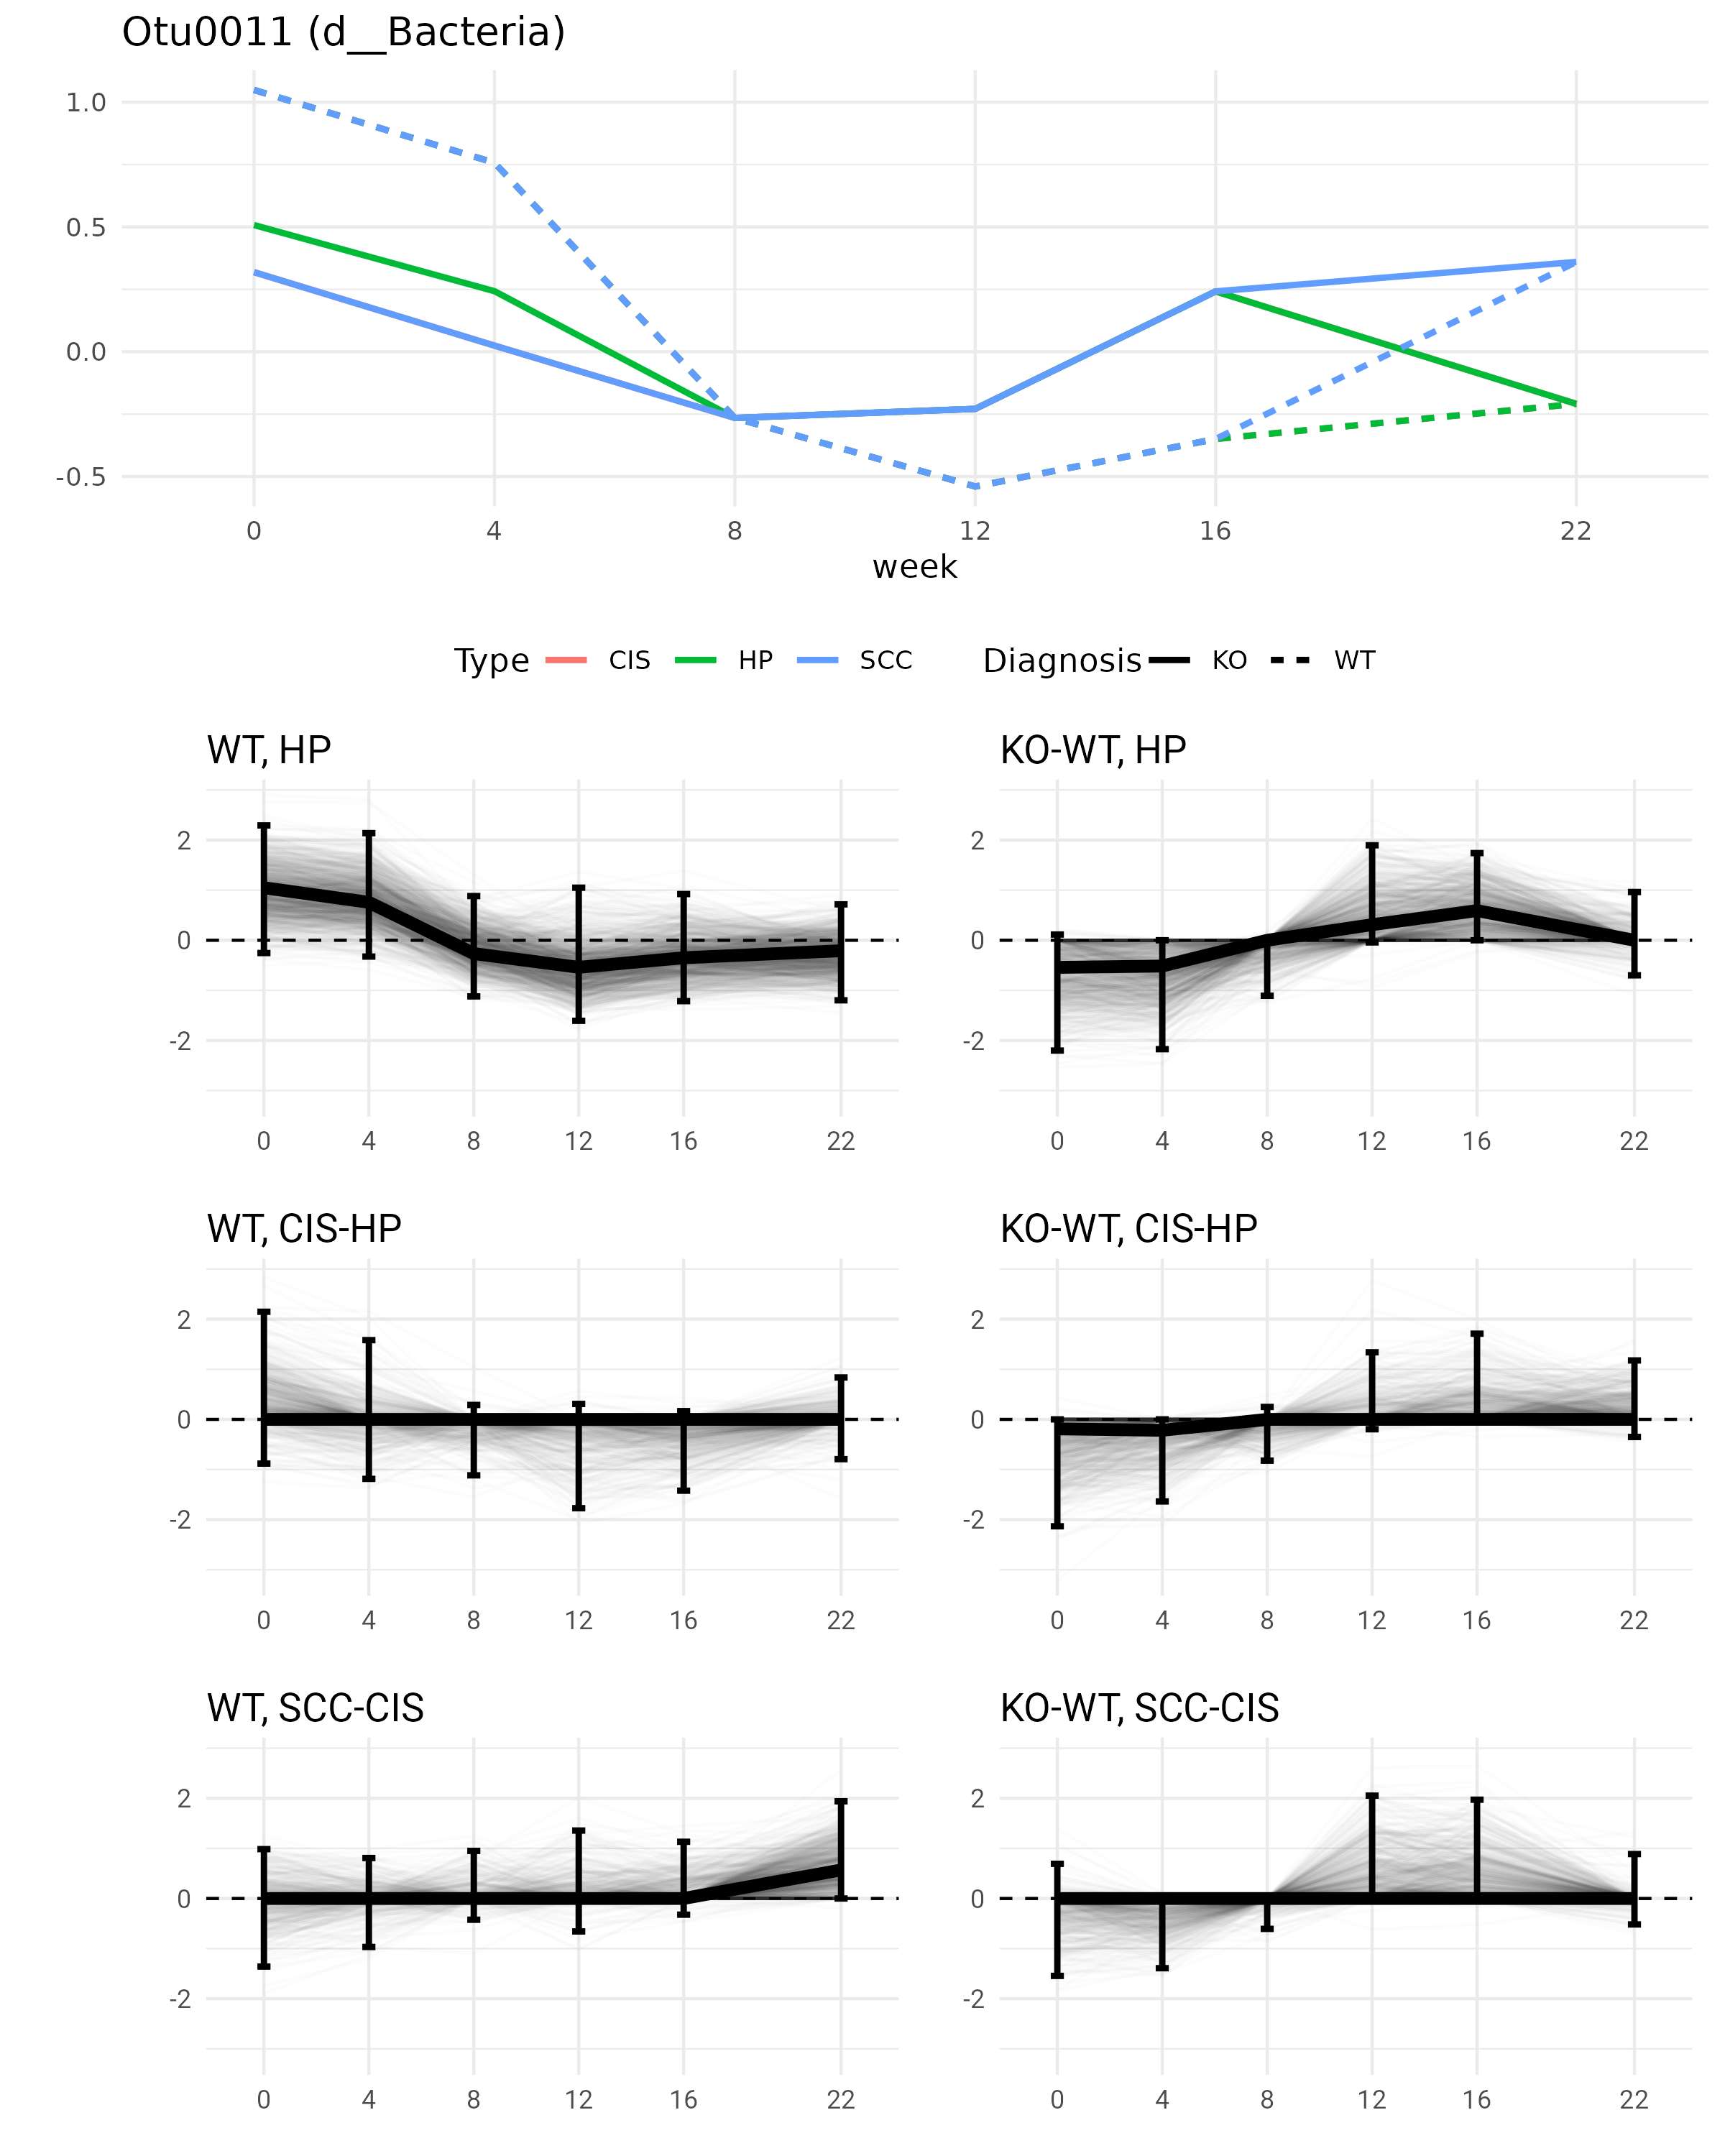 Otu0011 (d__Bacteria)
1.0
0.5
0.0
-0.5
0 4 8 12 16 22
week
Type CIS HP SCC Diagnosis KO WT
WT, HP
2
0
-2
0 4 8 12 16 22
KO-WT, HP
2
0
-2
0 4 8 12 16 22
WT, CIS-HP
2
0
-2
0 4 8 12 16 22
KO-WT, CIS-HP
2
0
-2
0 4 8 12 16 22
WT, SCC-CIS
2
0
-2
0 4 8 12 16 22
KO-WT, SCC-CIS
2
0
-2
0 4 8 12 16 22